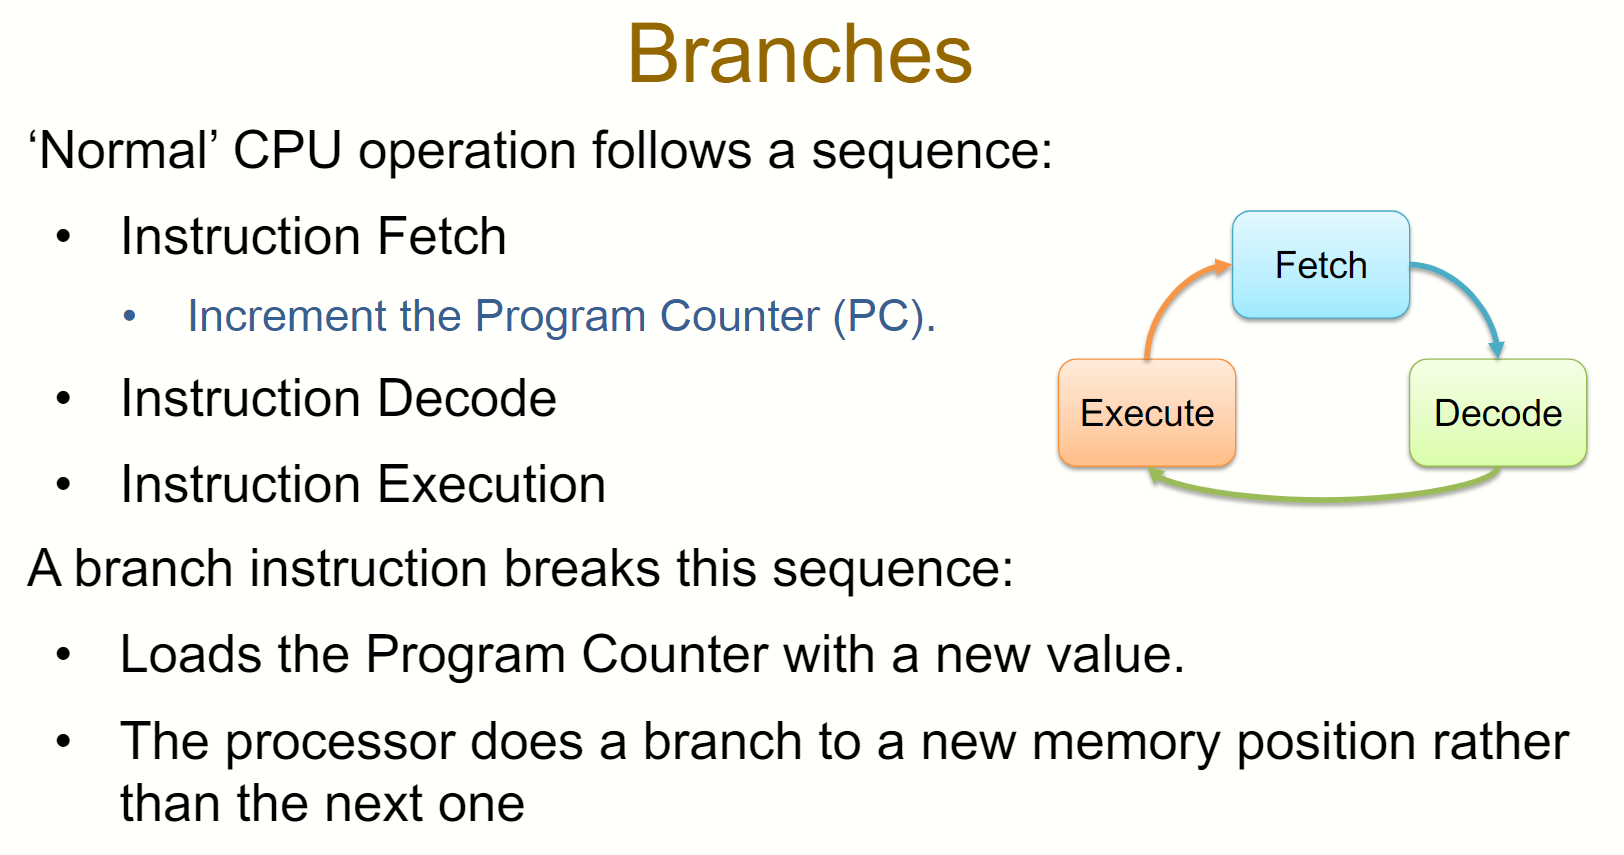 Branches
‘Normal’ CPU operation follows a sequence:
• Instruction Fetch
• Increment the Program Counter (PC).
• Instruction Decode
• Instruction Execution
Fetch
Execute
Decode
A branch instruction breaks this sequence:
• Loads the Program Counter with a new value.
• The processor does a branch to a new memory position rather
than the next one